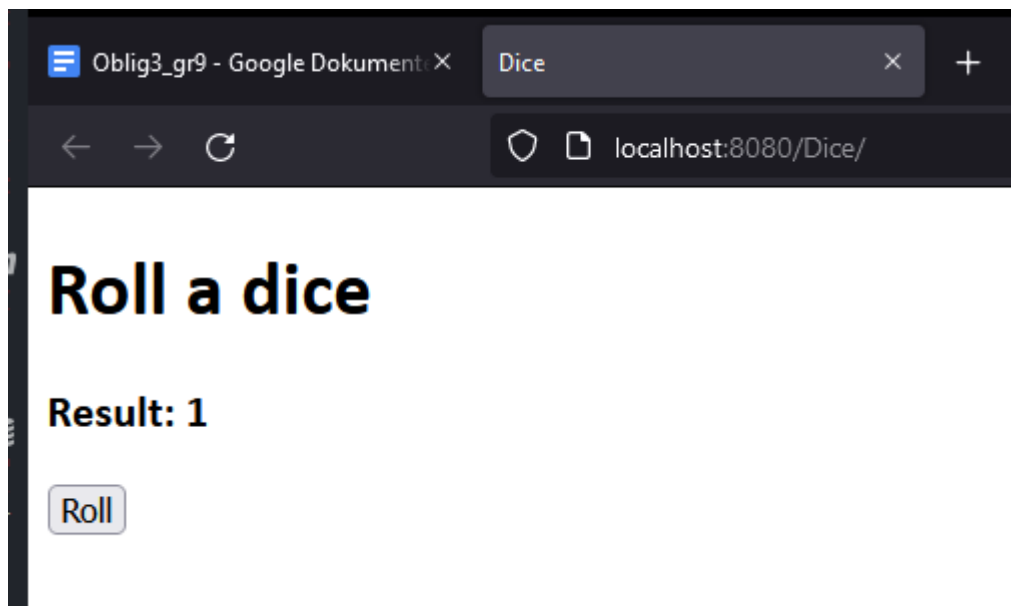 Oblig3_gr9 - Google Dokument
Dice
localhost:8080/Dice/
Roll a dice
Result: 1
Roll